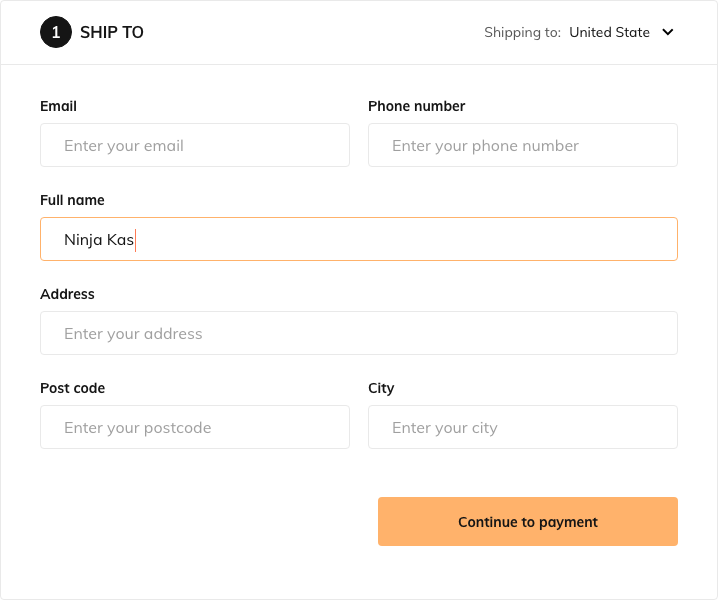 1 SHIP TO
Shipping to: United State
Email
Phone number
Enter your email
Enter your phone number
Full name
Ninja Kas
Address
Enter your address
Post code
City
Enter your postcode
Enter your city
Continue to payment